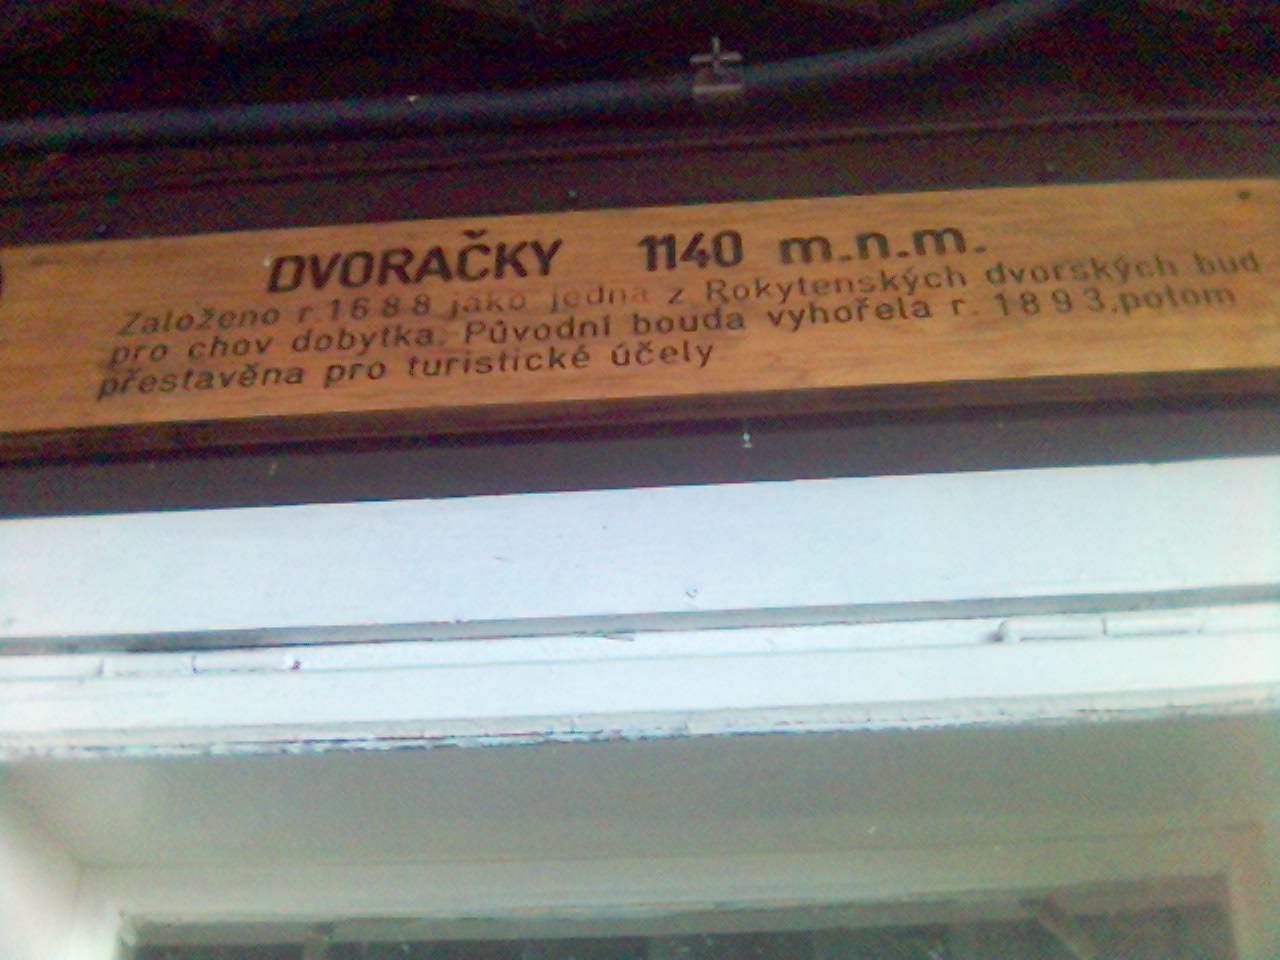 DVORAČKY 1140 m.n.m.
Založeno r.1688 jako jedna z Rokytenských dvorských bud
pro chov dobytka. Původní bouda vyhořela r. 1893,potom
přestavěna pro turistické účely